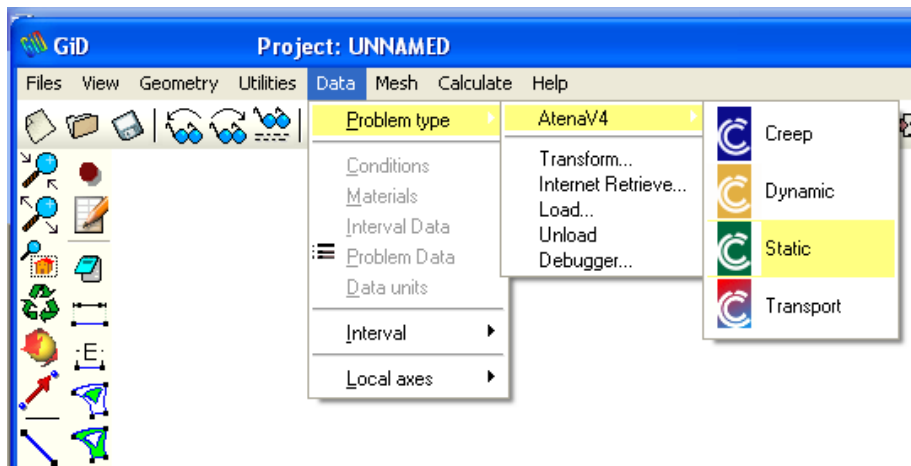 GiD Project: UNNAMED
Files View Geometry Utilities Data Mesh Calculate Help
Problem type
Conditions
Materials
Interval Data
Problem Data
Data units
Interval
Local axes
AtenaV4
Transform...
Internet Retrieve...
Load...
Unload
Debugger...
Creep
Dynamic
Static
Transport
E